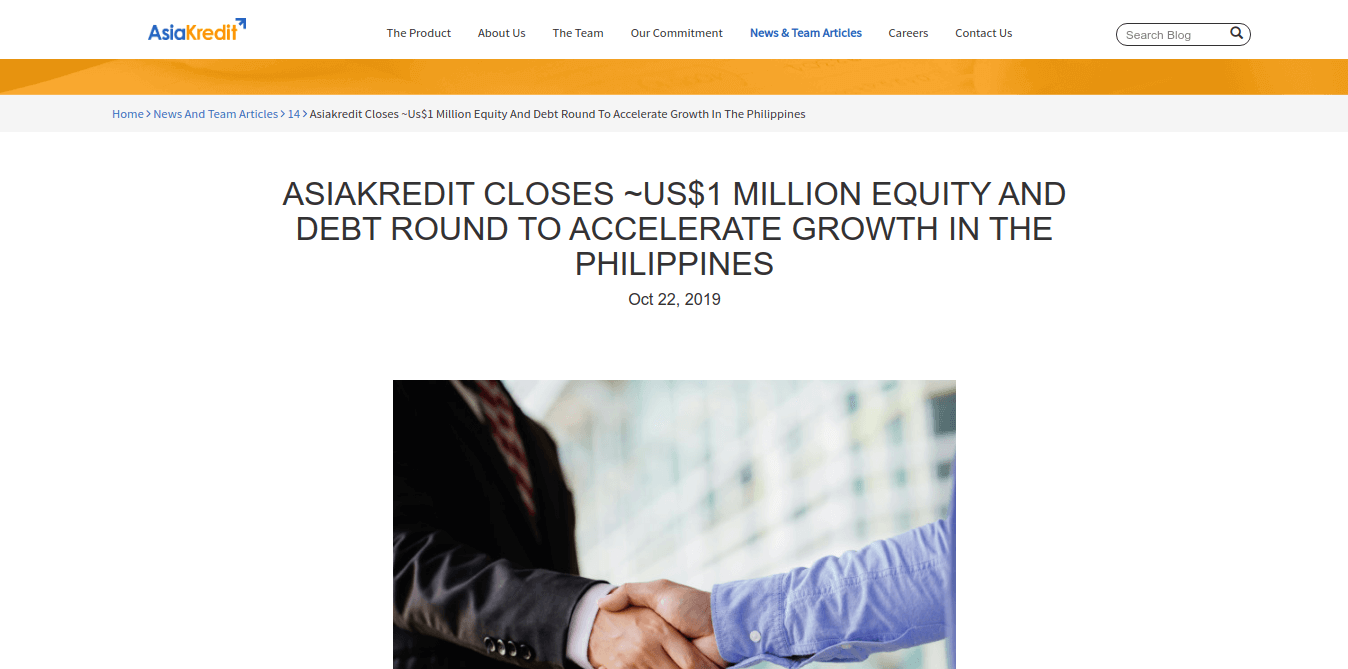 AsiaKredit
The Product About Us The Team Our Commitment News & Team Articles Careers Contact Us
Search Blog
Home > News And Team Articles > 14 > Asiakredit Closes ~Us$1 Million Equity And Debt Round To Accelerate Growth In The Philippines
ASIAKREDIT CLOSES ~US$1 MILLION EQUITY AND
DEBT ROUND TO ACCELERATE GROWTH IN THE
PHILIPPINES
Oct 22, 2019